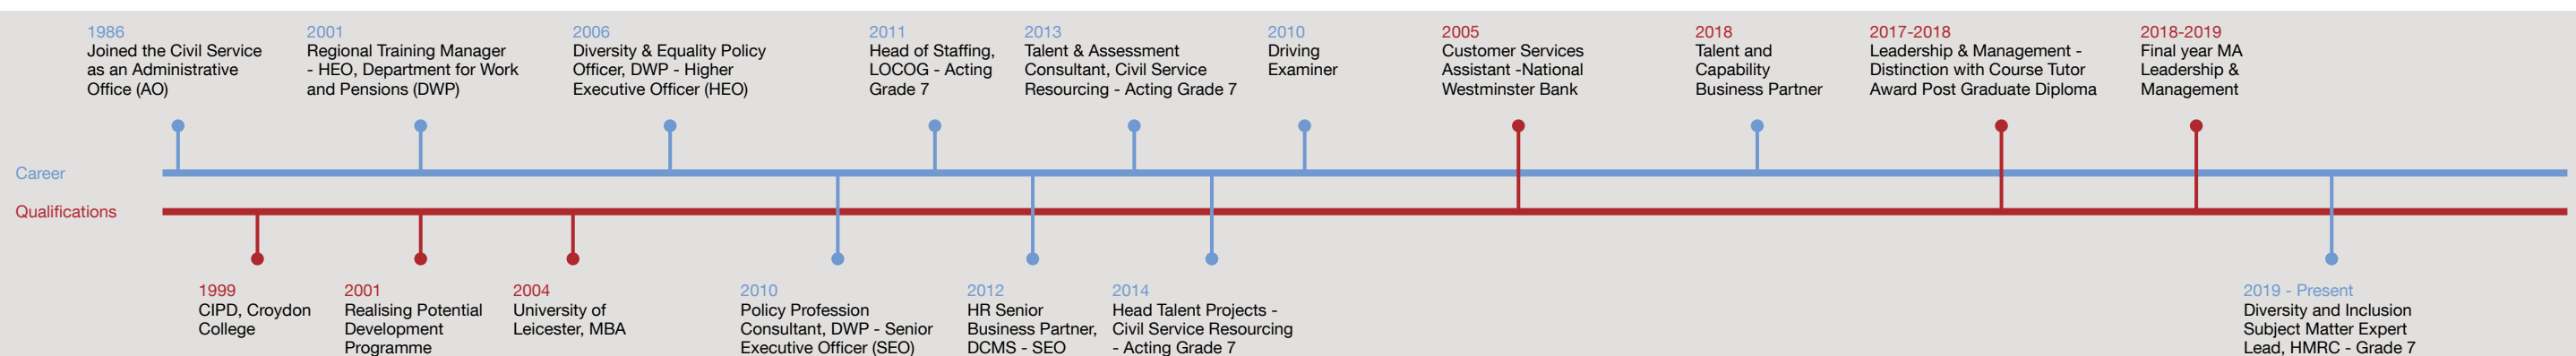 1986
Joined the Civil Service
as an Administrative
Office (AO)
2001
Regional Training Manager
- HEO, Department for Work
and Pensions (DWP)
2006
Diversity & Equality Policy
Officer, DWP - Higher
Executive Officer (HEO)
2011
Head of Staffing,
LOCOG - Acting
Grade 7
2013
Talent & Assessment
Consultant, Civil Service
Resourcing - Acting Grade 7
2010
Driving
Examiner
2005
Customer Services
Assistant -National
Westminster Bank
2018
Talent and
Capability
Business Partner
2017-2018
Leadership & Management -
Distinction with Course Tutor
Award Post Graduate Diploma
2018-2019
Final year MA
Leadership &
Management
Career
Qualifications
1999
CIPD, Croydon
College
2001
Realising Potential
Development
Programme
2004
University of
Leicester, MBA
2010
Policy Profession
Consultant, DWP - Senior
Executive Officer (SEO)
2012
HR Senior
Business Partner,
DCMS - SEO
2014
Head Talent Projects -
Civil Service Resourcing
- Acting Grade 7
2019 - Present
Diversity and Inclusion
Subject Matter Expert
Lead, HMRC - Grade 7